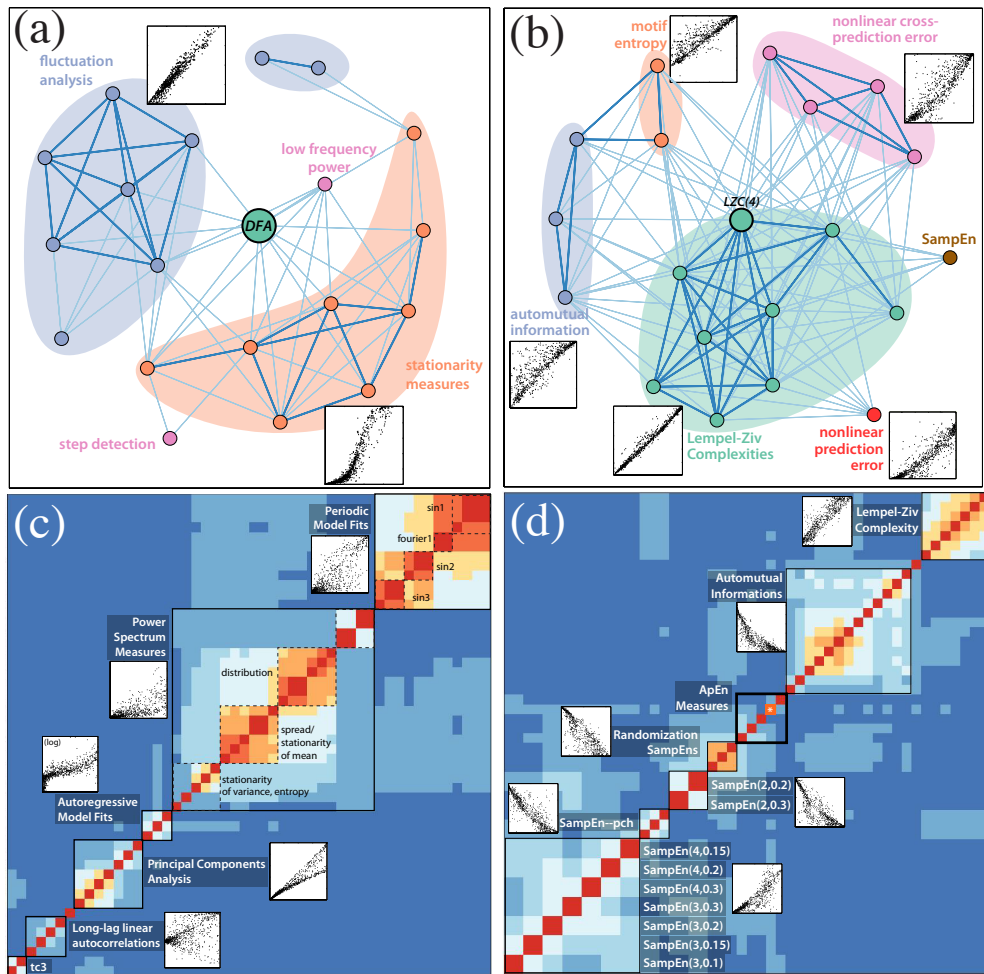 (a)
fluctuation
analysis
low frequency
power
DFA
stationarity
measures
step detection
(b)
motif
entropy
nonlinear cross-
prediction error
LZC(4)
SampEn
automutual
information
Lempel-Ziv
Complexities
nonlinear
prediction
error
(c)
Periodic
Model Fits
sin1
fourier1
sin2
sin3
Power
Spectrum
Measures
distribution
spread/
stationarity
of mean
(log)
stationarity
of variance, entropy
Autoregressive
Model Fits
Principal Components
Analysis
Long-lag linear
autocorrelations
tc3
(d)
Lempel-Ziv
Complexity
Automutual
Informations
ApEn
Measures
Randomization
SampEns
SampEn(2,0.2)
SampEn(2,0.3)
SampEn--pch
SampEn(4,0.15)
SampEn(4,0.2)
SampEn(4,0.3)
SampEn(3,0.3)
SampEn(3,0.2)
SampEn(3,0.15)
SampEn(3,0.1)